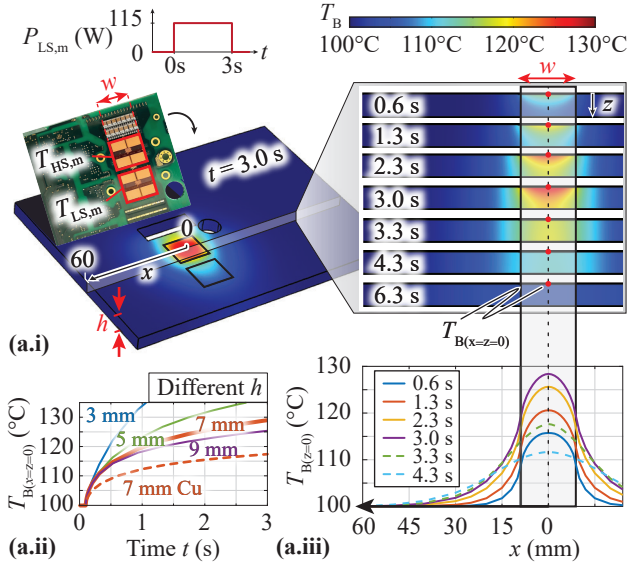 P_LS,m (W)
115
0
0s
3s
t
T_B
100°C
110°C
120°C
130°C
w
T_HS,m
T_LS,m
t = 3.0 s
0
60
x
h
(a.i)
w
z
0.6 s
1.3 s
2.3 s
3.0 s
3.3 s
4.3 s
6.3 s
T_B(x=z=0)
Different h
T_B(x=z=0) (°C)
130
120
110
100
3 mm
5 mm
7 mm
9 mm
7 mm Cu
0
1
2
3
Time t (s)
(a.ii)
T_B(z=0) (°C)
130
120
110
100
0.6 s
1.3 s
2.3 s
3.0 s
3.3 s
4.3 s
60
45
30
15
0
x (mm)
(a.iii)